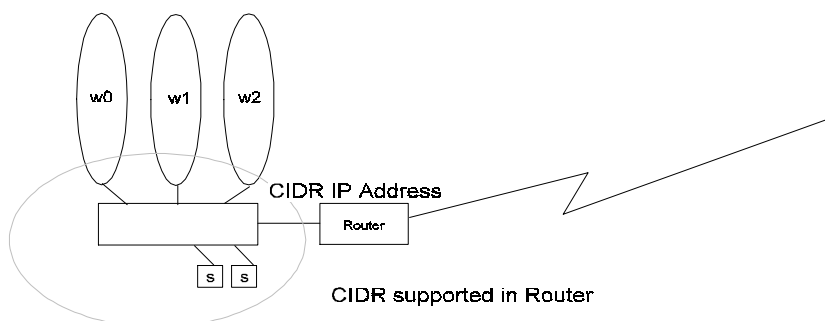 w0 w1 w2
CIDR IP Address
Router
s s
CIDR supported in Router